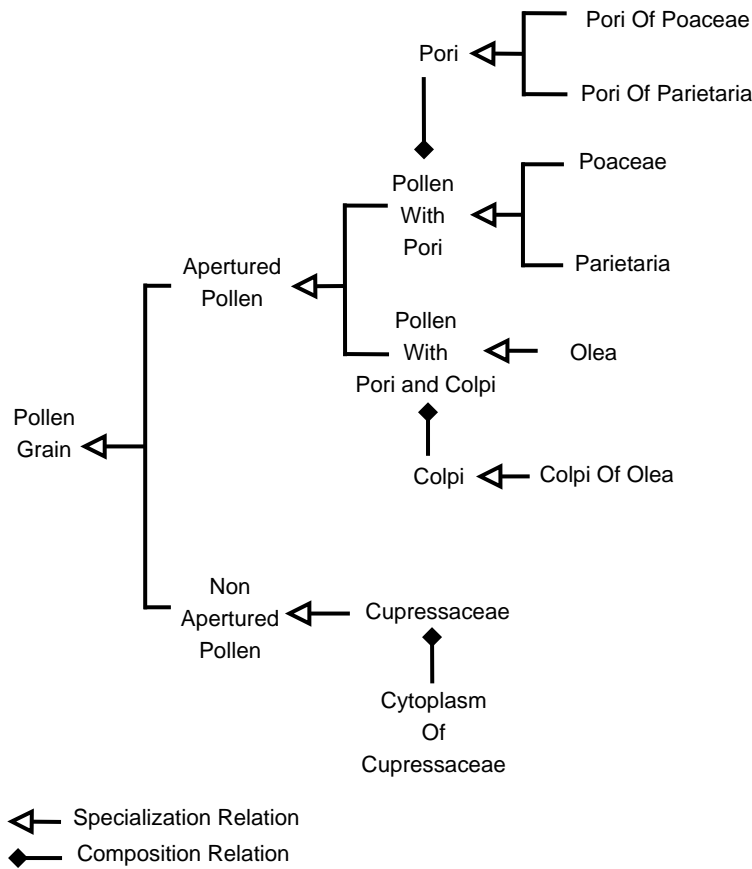 Pori Of Poaceae
Pori
Pori Of Parietaria
Poaceae
Pollen
With
Pori
Parietaria
Apertured
Pollen
Pollen
With
Pori and Colpi
Olea
Pollen
Grain
Colpi
Colpi Of Olea
Non
Apertured
Pollen
Cupressaceae
Cytoplasm
Of
Cupressaceae
Specialization Relation
Composition Relation